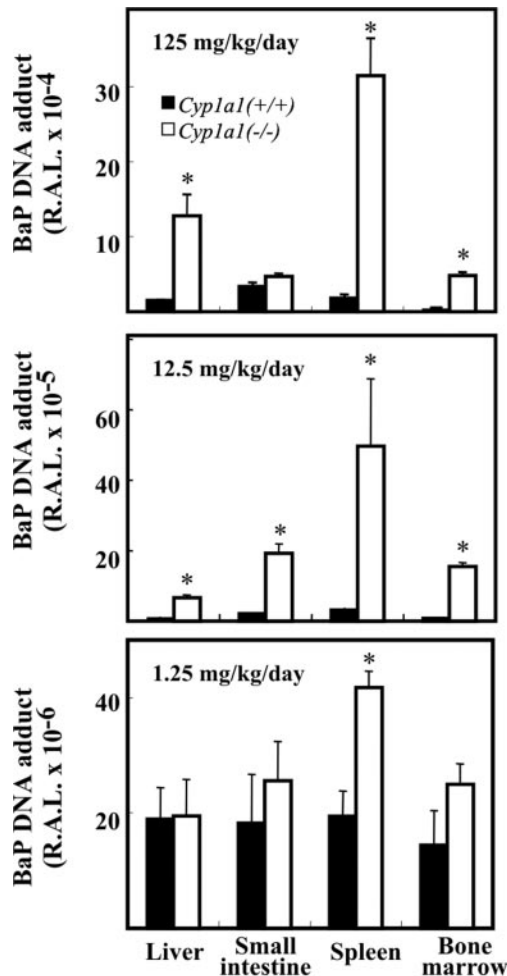 125 mg/kg/day
Cyp1a1(+/+)
Cyp1a1(-/-)
BaP DNA adduct
(R.A.L. x 10-4
30
20
10
*
*
*
12.5 mg/kg/day
BaP DNA adduct
(R.A.L. x 10-5
60
40
20
*
*
*
*
1.25 mg/kg/day
BaP DNA adduct
(R.A.L. x 10-6
40
20
*
Liver
Small
intestine
Spleen
Bone
marrow